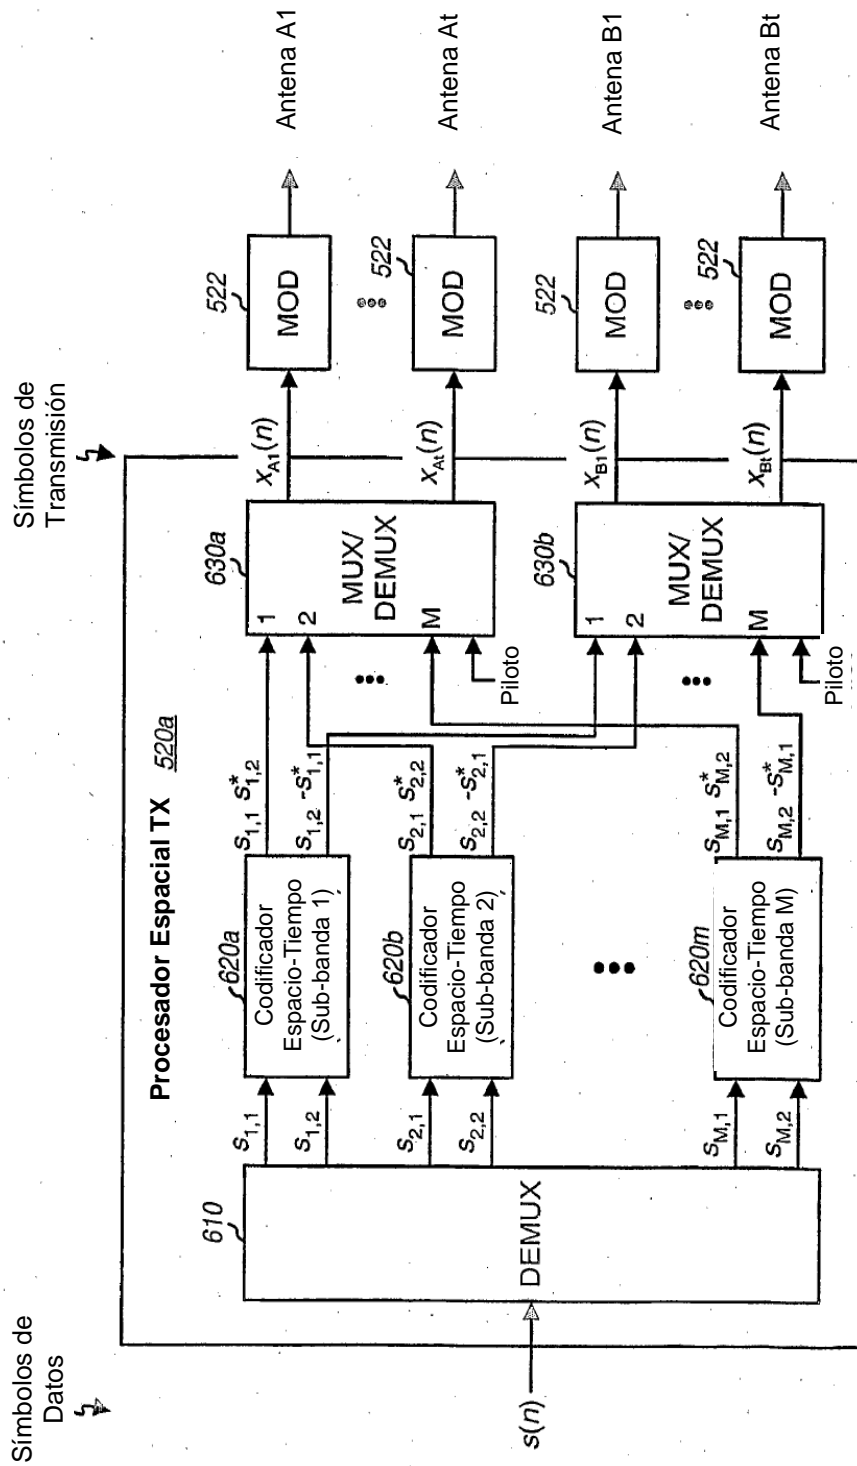 Símbolos de
Datos
Símbolos de
Transmisión
Procesador Espacial TX 520a
s(n)
610
DEMUX
s1,1
s1,2
s2,1
s2,2
sM,1
sM,2
620a
Codificador
Espacio-Tiempo
(Sub-banda 1)
620b
Codificador
Espacio-Tiempo
(Sub-banda 2)
620m
Codificador
Espacio-Tiempo
(Sub-banda M)
s1,1 s*1,2
s1,2 -s*1,1
s2,1 s*2,2
s2,2 -s*2,1
sM,1 s*M,2
sM,2 -s*M,1
630a
1
2
M
MUX/
DEMUX
Piloto
630b
1
2
M
MUX/
DEMUX
Piloto
xA1(n)
xAt(n)
xB1(n)
xBt(n)
522
MOD
522
MOD
522
MOD
522
MOD
Antena A1
Antena At
Antena B1
Antena Bt